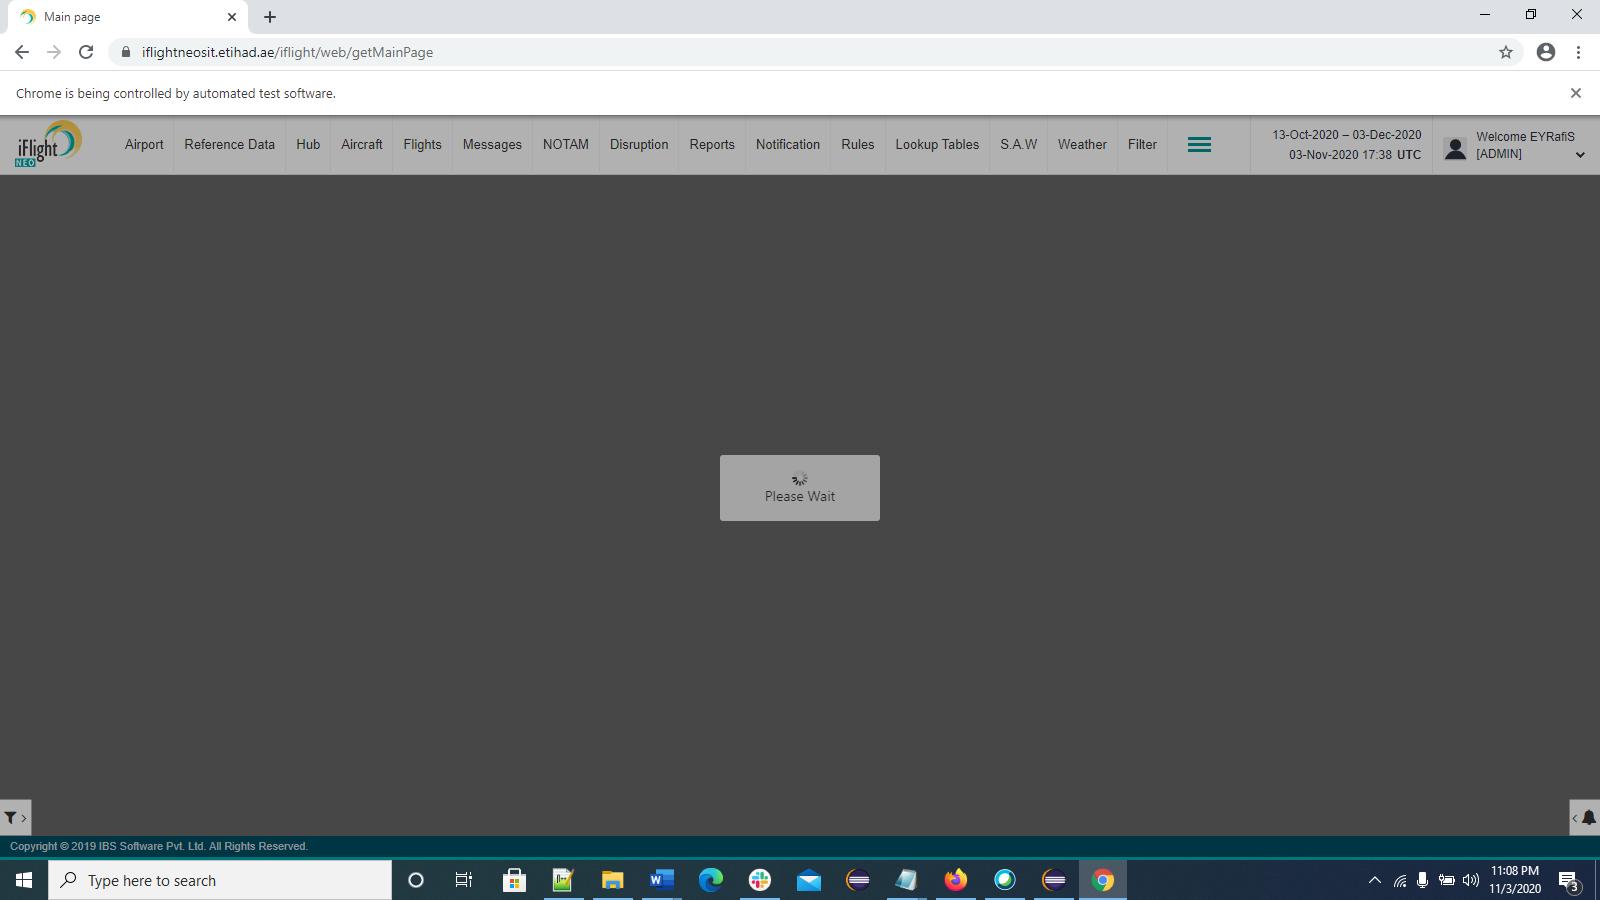 Main page
iflightneosit.etihad.ae/iflight/web/getMainPage
Chrome is being controlled by automated test software.
iFlight
NEO
Airport Reference Data Hub Aircraft Flights Messages NOTAM Disruption Reports Notification Rules Lookup Tables S.A.W Weather Filter
13-Oct-2020 – 03-Dec-2020
03-Nov-2020 17:38 UTC
Welcome EYRafiS
[ADMIN]
Please Wait
Copyright © 2019 IBS Software Pvt. Ltd. All Rights Reserved.
Type here to search
11:08 PM
11/3/2020
3